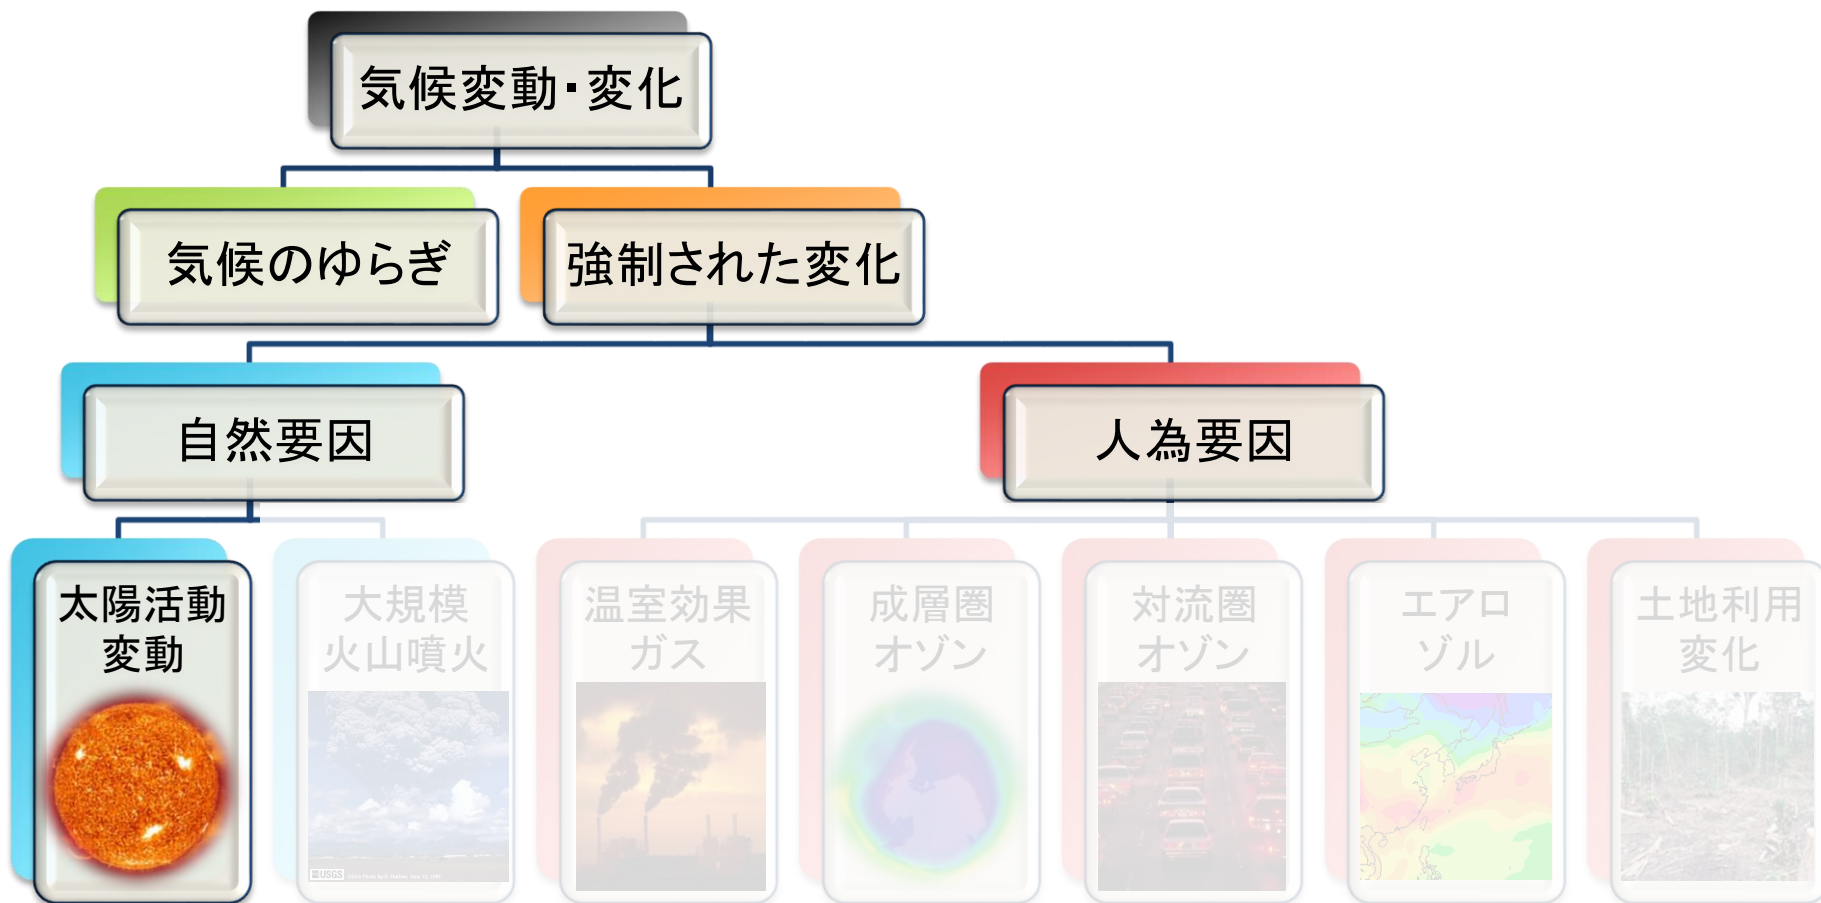 気候変動・変化
気候のゆらぎ
強制された変化
自然要因
人為要因
太陽活動
変動
大規模
火山噴火
温室効果
ガス
成層圏
オゾン
対流圏
オゾン
エアロ
ゾル
土地利用
変化
USGS